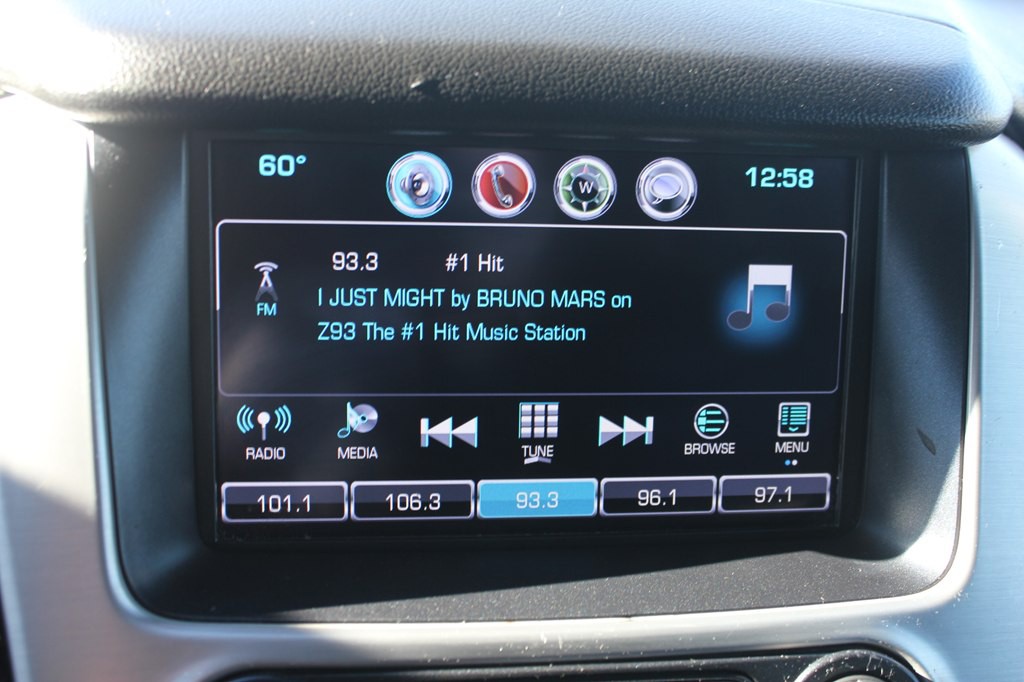 60°
W
12:58
93.3 #1 Hit
FM
I JUST MIGHT by BRUNO MARS on
Z93 The #1 Hit Music Station
RADIO
MEDIA
TUNE
BROWSE
MENU
101.1
106.3
93.3
96.1
97.1